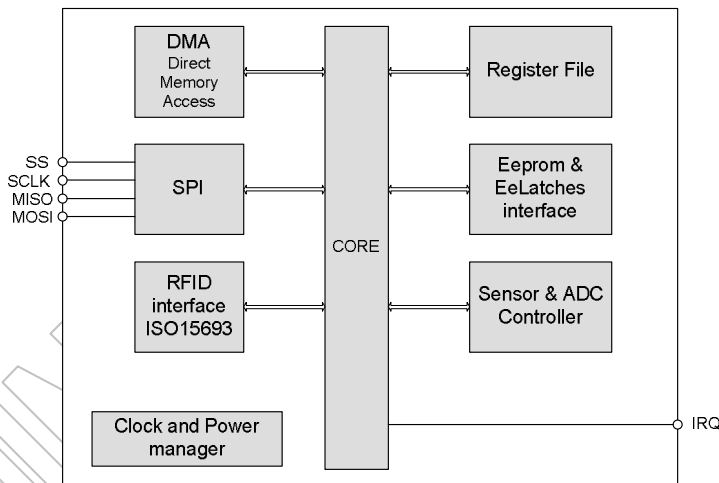 DMA
Direct
Memory
Access
Register File
SS
SCLK
MISO
MOSI
SPI
Eeprom &
EeLatches
interface
CORE
RFID
interface
ISO15693
Sensor & ADC
Controller
Clock and Power
manager
IRQ